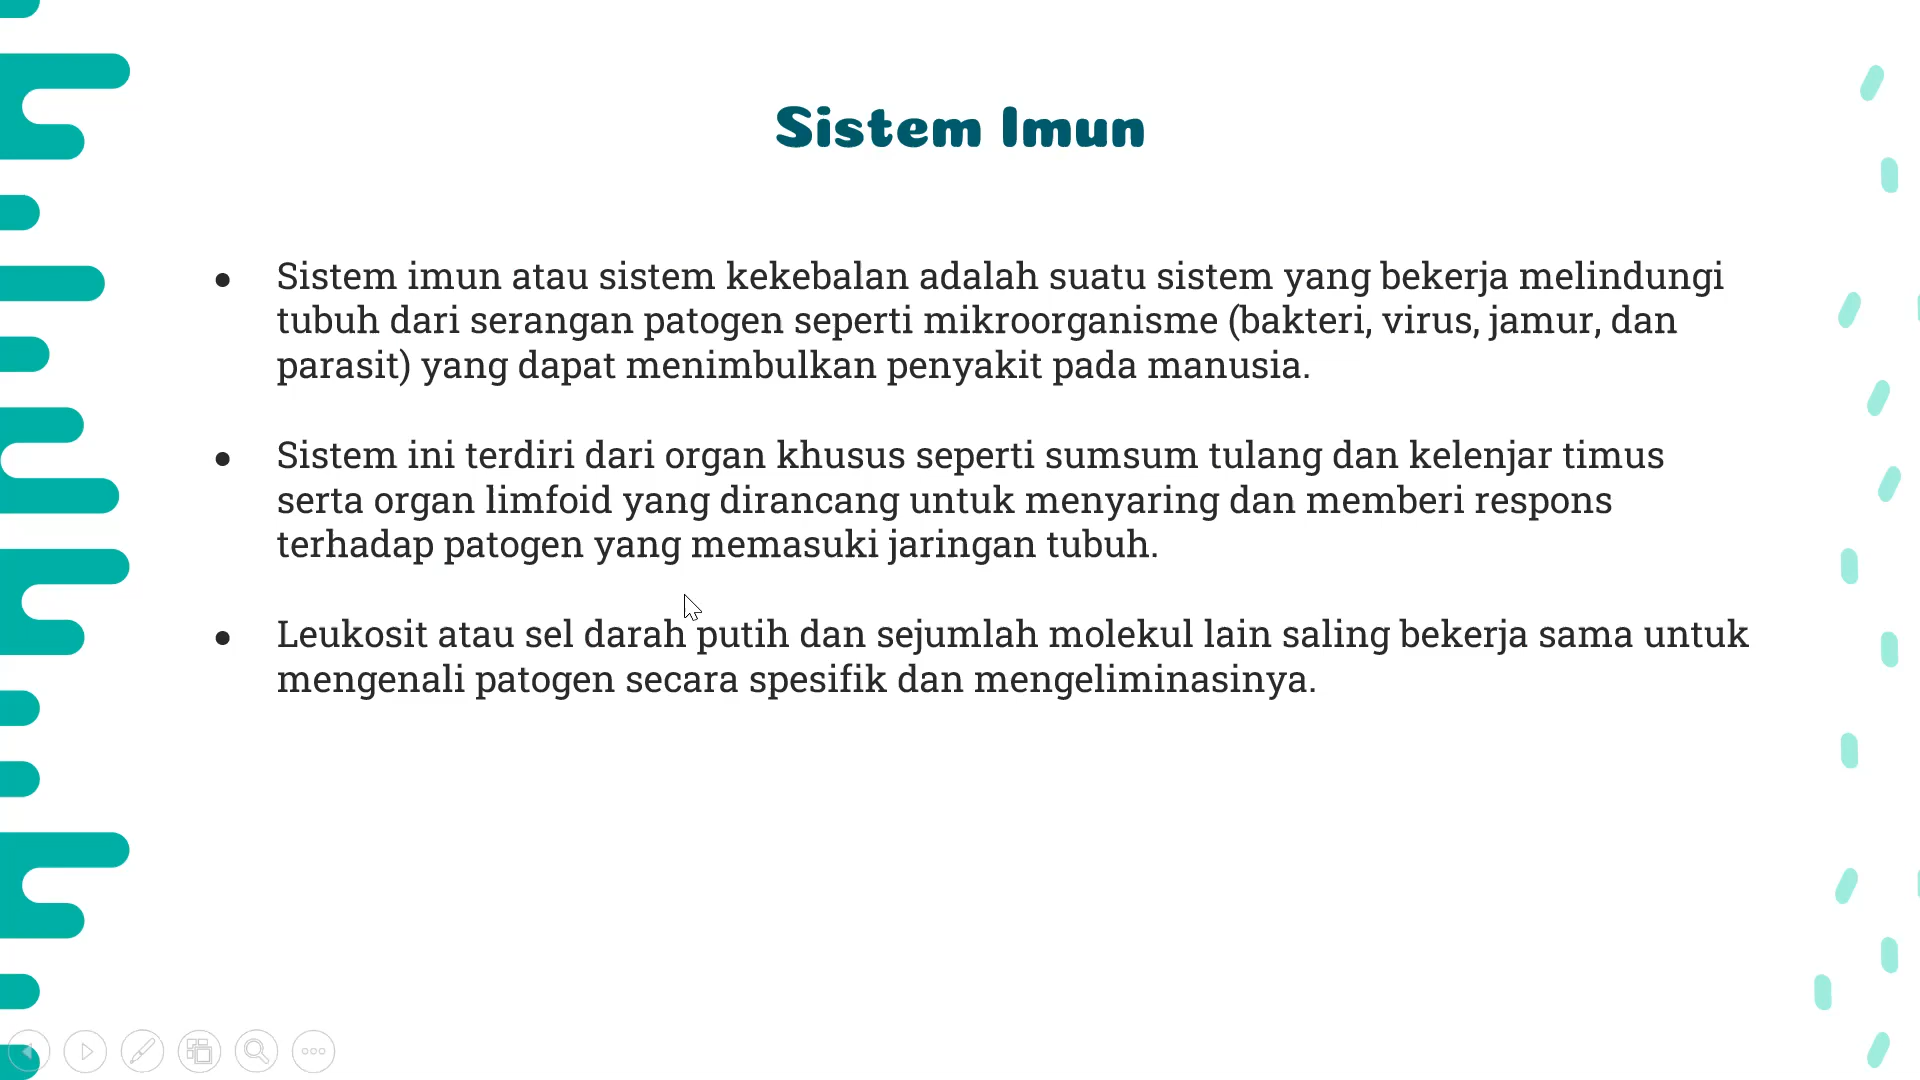 Sistem Imun
● Sistem imun atau sistem kekebalan adalah suatu sistem yang bekerja melindungi
tubuh dari serangan patogen seperti mikroorganisme (bakteri, virus, jamur, dan
parasit) yang dapat menimbulkan penyakit pada manusia.
● Sistem ini terdiri dari organ khusus seperti sumsum tulang dan kelenjar timus
serta organ limfoid yang dirancang untuk menyaring dan memberi respons
terhadap patogen yang memasuki jaringan tubuh.
● Leukosit atau sel darah putih dan sejumlah molekul lain saling bekerja sama untuk
mengenali patogen secara spesifik dan mengeliminasinya.